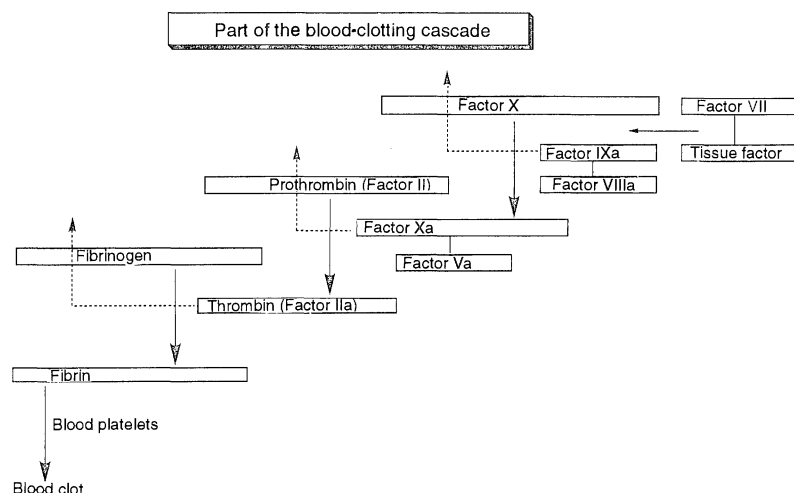 Part of the blood-clotting cascade
Factor X
Factor VII
Factor IXa
Tissue factor
Factor VIIIa
Prothrombin (Factor II)
Factor Xa
Factor Va
Fibrinogen
Thrombin (Factor IIa)
Fibrin
Blood platelets
Blood clot